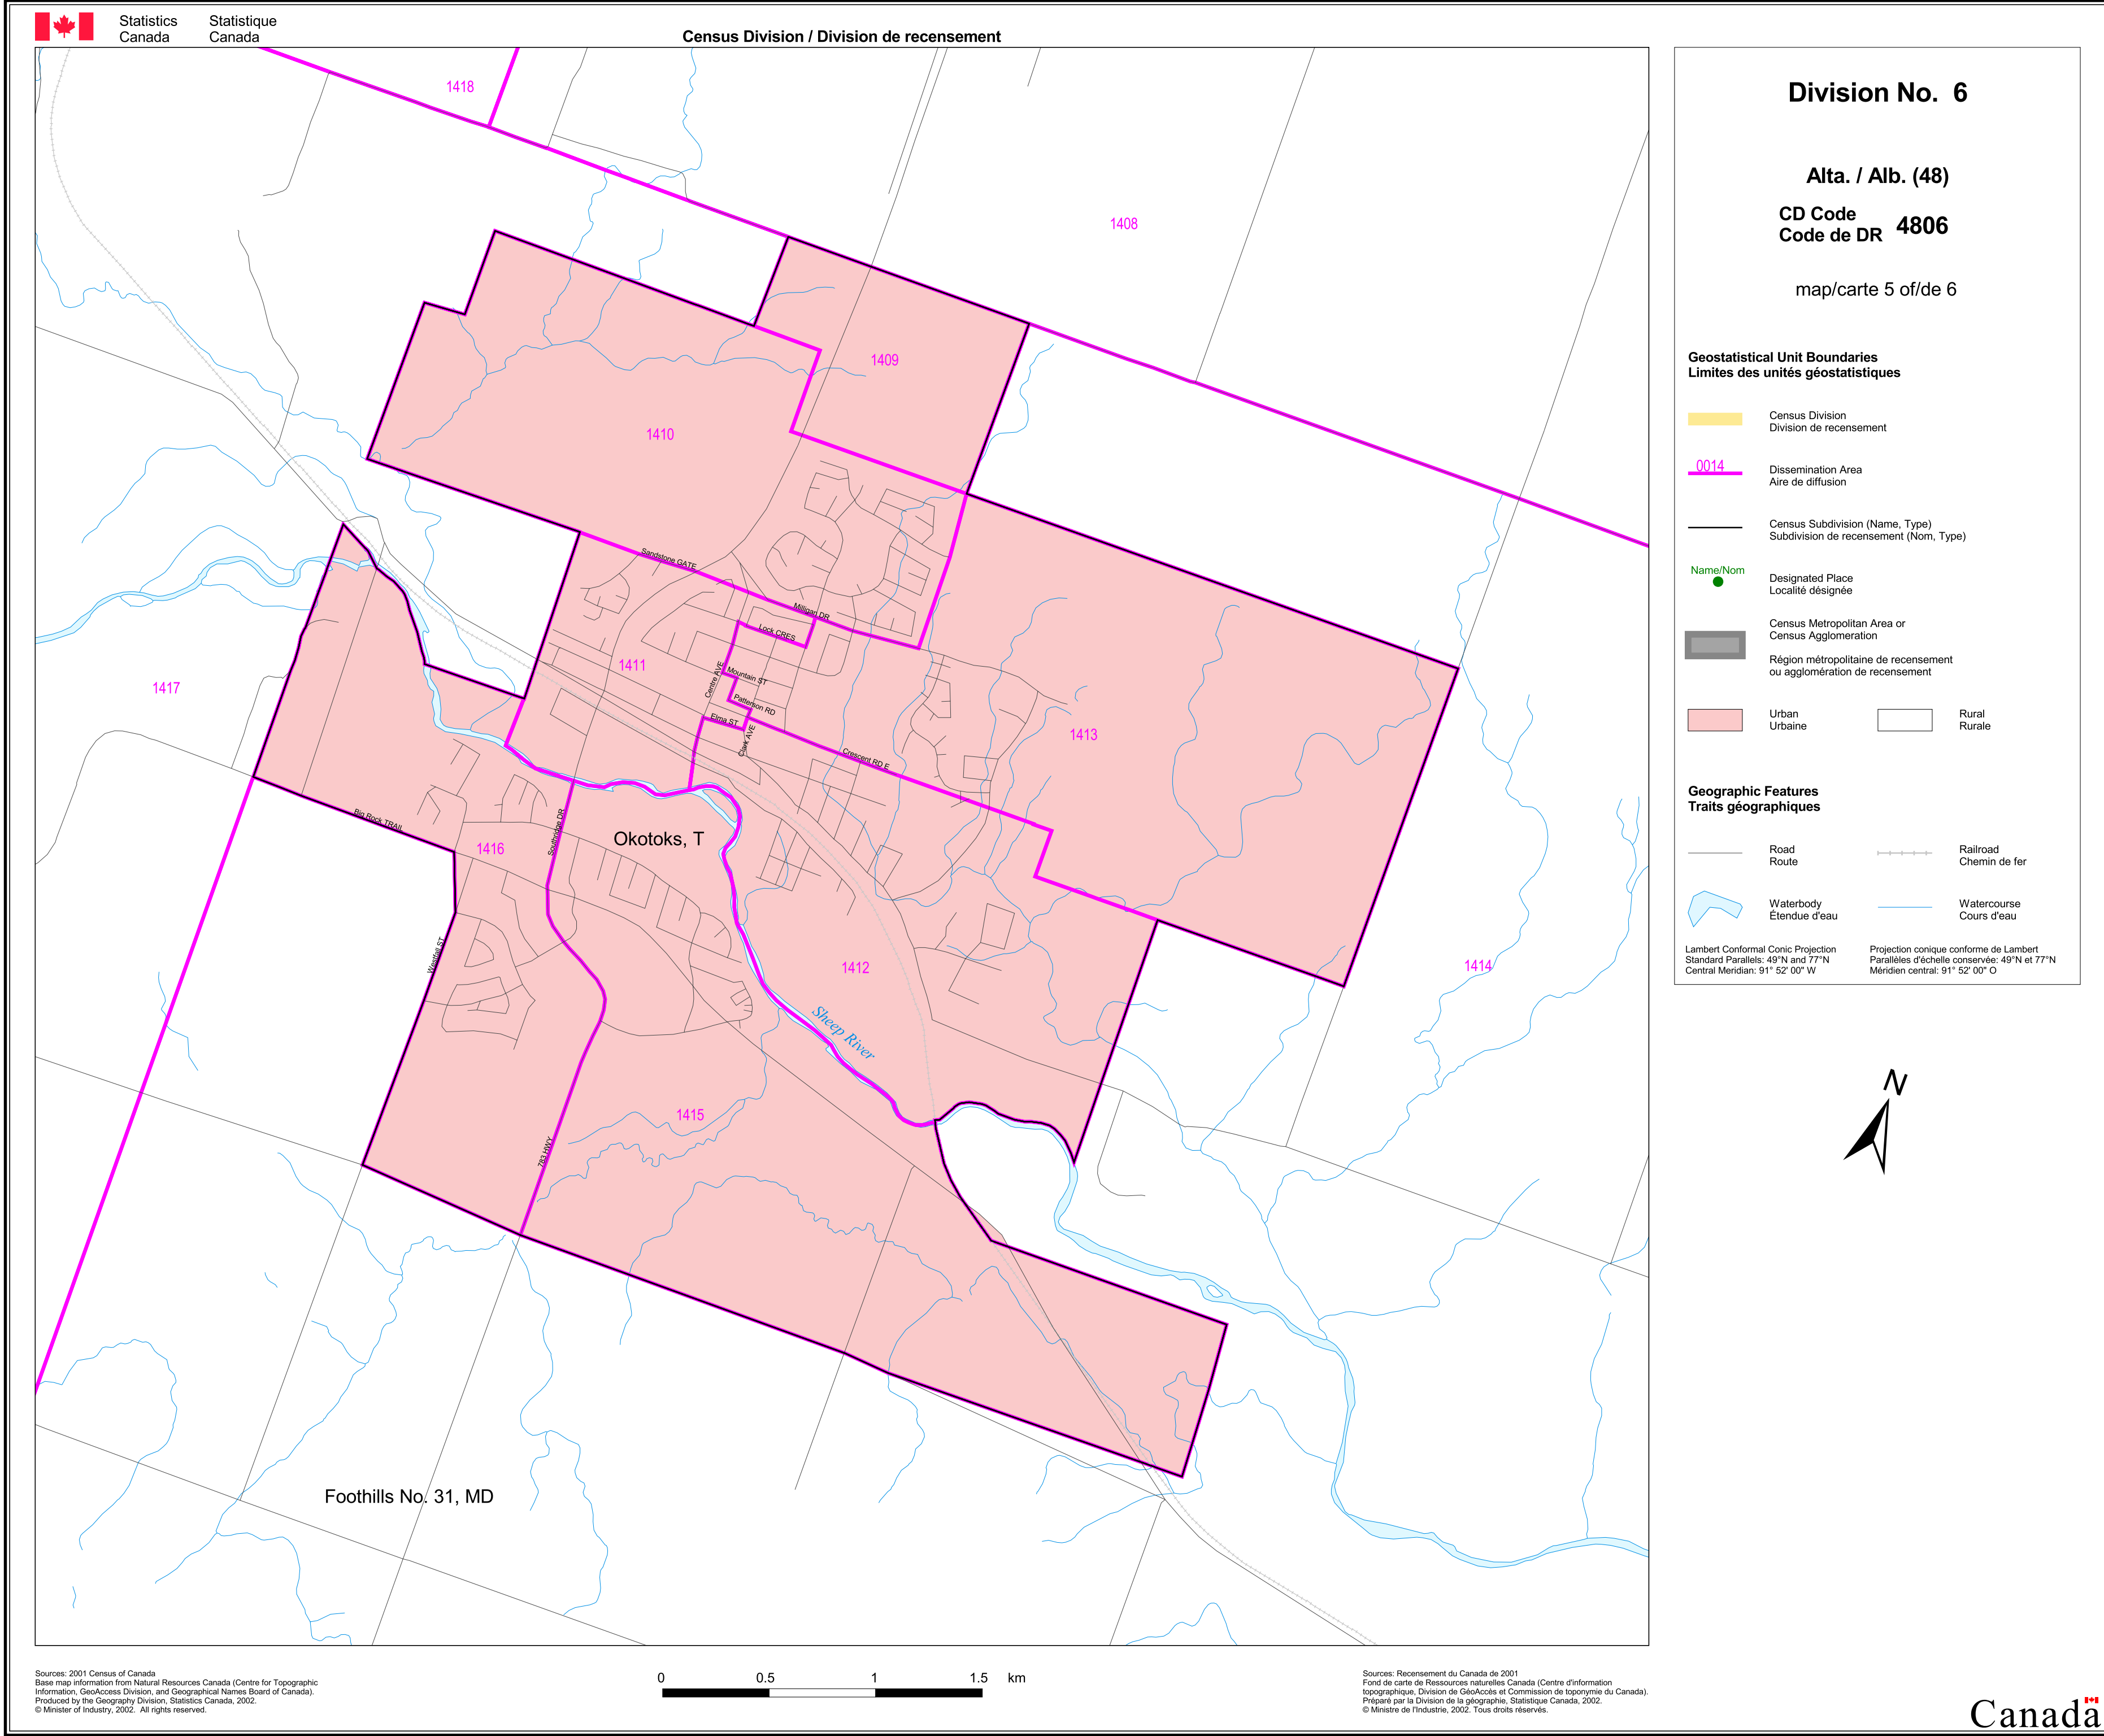 Statistics Statistique
Canada Canada
Census Division / Division de recensement
1418
1408
1409
1410
Sandstone GATE
Milligan DR
Lock CRES
1411
Centre AVE
Mountain ST
Patterson RD
Elma ST
Clark AVE
Crescent RD E
1417
1413
Big Rock TRAIL
1416
Southridge DR
Okotoks, T
Westfall ST
1412
1414
Sheep River
1415
783 HWY
Foothills No. 31, MD
Division No. 6
Alta. / Alb. (48)
CD Code
Code de DR 4806
map/carte 5 of/de 6
Geostatistical Unit Boundaries
Limites des unités géostatistiques
Census Division
Division de recensement
0014
Dissemination Area
Aire de diffusion
Census Subdivision (Name, Type)
Subdivision de recensement (Nom, Type)
Name/Nom
Designated Place
Localité désignée
Census Metropolitan Area or
Census Agglomeration
Région métropolitaine de recensement
ou agglomération de recensement
Urban
Urbaine
Rural
Rurale
Geographic Features
Traits géographiques
Road
Route
Railroad
Chemin de fer
Waterbody
Étendue d'eau
Watercourse
Cours d'eau
Lambert Conformal Conic Projection
Standard Parallels: 49°N and 77°N
Central Meridian: 91° 52' 00" W
Projection conique conforme de Lambert
Parallèles d'échelle conservée: 49°N et 77°N
Méridien central: 91° 52' 00" O
N
Sources: 2001 Census of Canada
Base map information from Natural Resources Canada (Centre for Topographic
Information, GeoAccess Division, and Geographical Names Board of Canada).
Produced by the Geography Division, Statistics Canada, 2002.
© Minister of Industry, 2002. All rights reserved.
0 0.5 1 1.5 km
Sources: Recensement du Canada de 2001
Fond de carte de Ressources naturelles Canada (Centre d'information
topographique, Division de GéoAccès et Commission de toponymie du Canada).
Préparé par la Division de la géographie, Statistique Canada, 2002.
© Ministre de l'Industrie, 2002. Tous droits réservés.
Canada